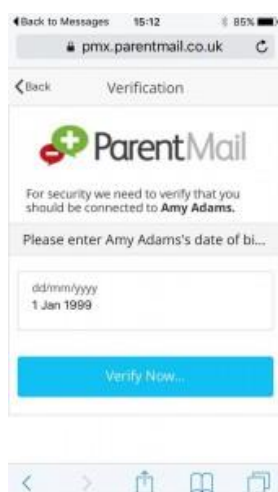 Back to Messages 15:12 85%
pmx.parentmail.co.uk
Back Verification
ParentMail
For security we need to verify that you
should be connected to Amy Adams.
Please enter Amy Adams's date of bi...
dd/mm/yyyy
1 Jan 1999
Verify Now...